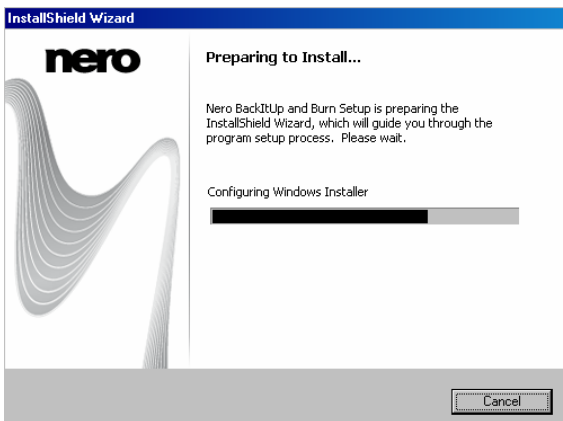 InstallShield Wizard
nero
Preparing to Install...
Nero BackItUp and Burn Setup is preparing the
InstallShield Wizard, which will guide you through the
program setup process. Please wait.
Configuring Windows Installer
Cancel